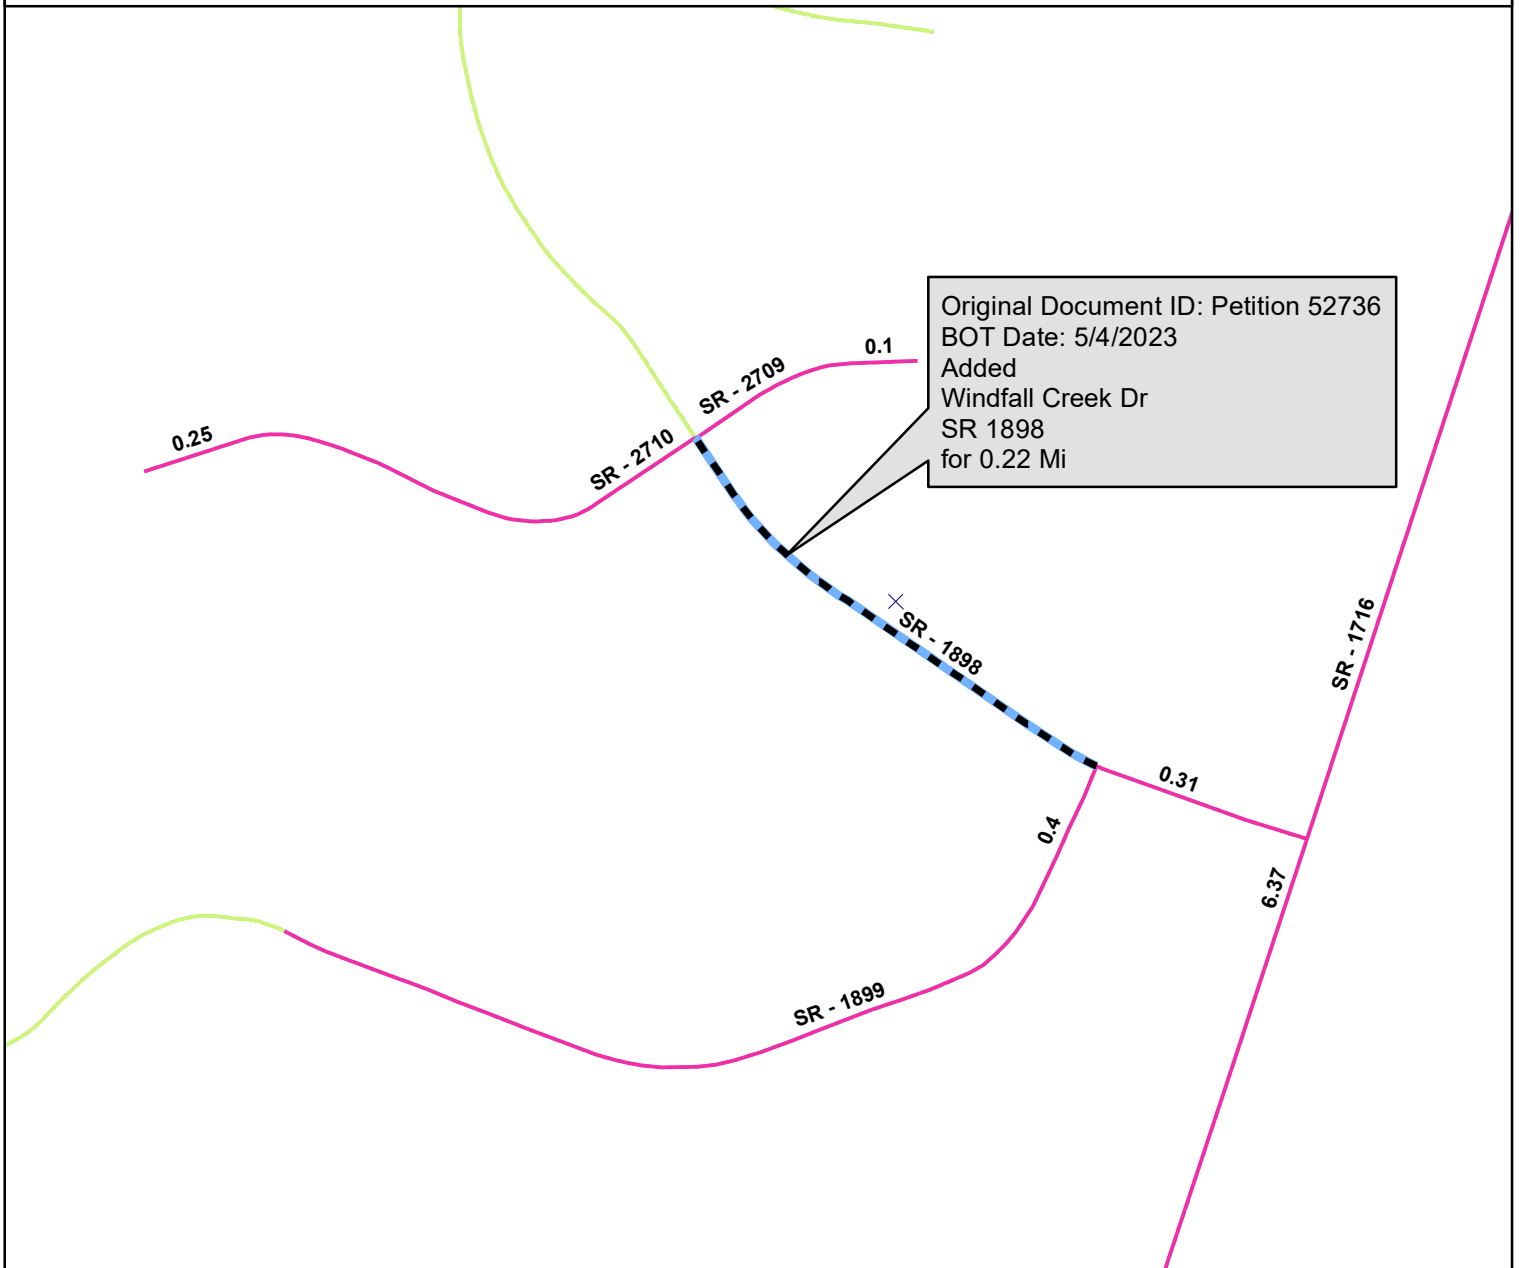 Original Document ID: Petition 52736
BOT Date: 5/4/2023
Added
Windfall Creek Dr
SR 1898
for 0.22 Mi
0.1
SR - 2709
0.25
SR - 2710
SR - 1898
SR - 1716
0.31
0.4
6.37
SR - 1899